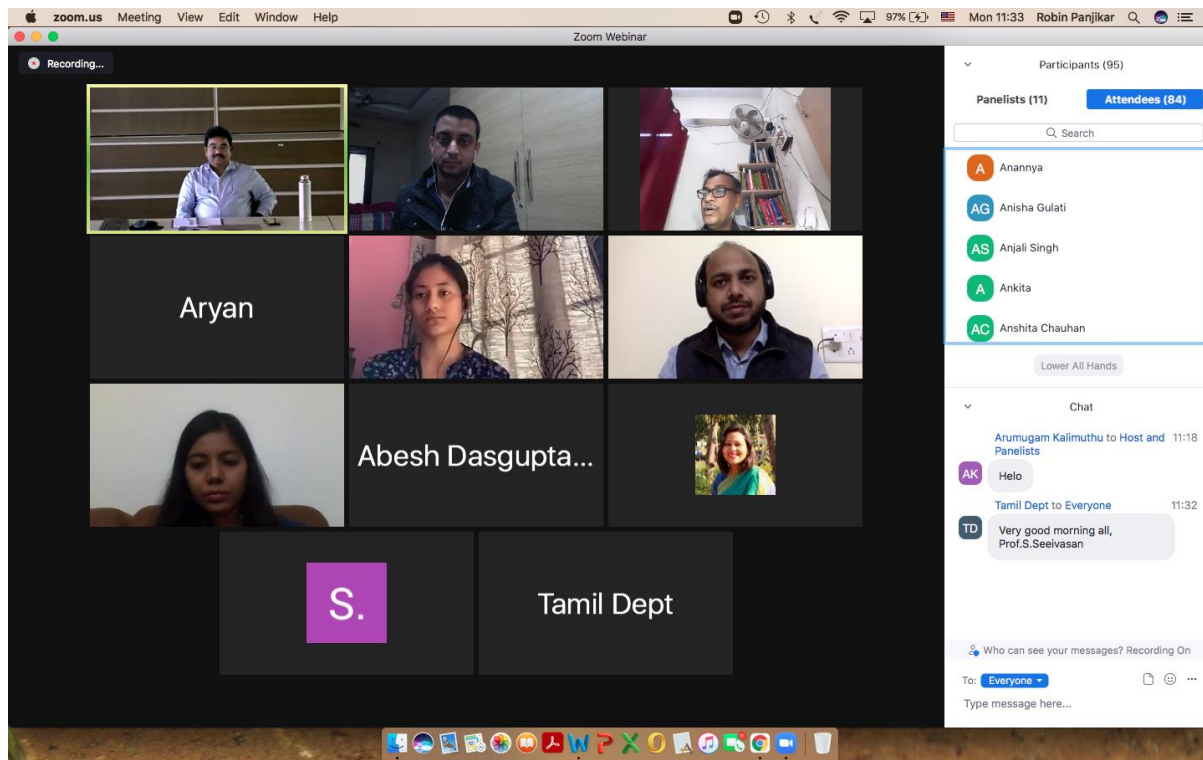 zoom.us Meeting View Edit Window Help 97% Mon 11:33 Robin Panjikar
Zoom Webinar
Recording...
Aryan
Abesh Dasgupta...
S.
Tamil Dept
Participants (95)
Panelists (11) Attendees (84)
Search
A Anannya
AG Anisha Gulati
AS Anjali Singh
A Ankita
AC Anshita Chauhan
Lower All Hands
Chat
Arumugam Kalimuthu to Host and 11:18
Panelists
AK Helo
Tamil Dept to Everyone 11:32
TD Very good morning all,
Prof.S.Seeivasan
Who can see your messages? Recording On
To: Everyone
Type message here...